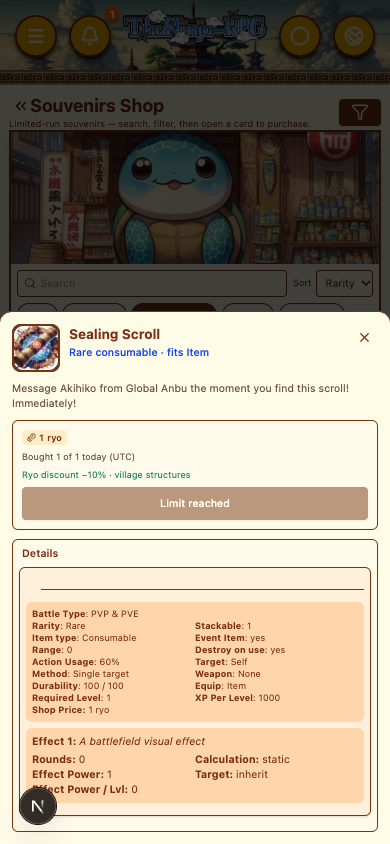 1
TheNinja-RPG
« Souvenirs Shop
Limited-run souvenirs — search, filter, then open a card to purchase.
Search
Sort
Rarity
Sealing Scroll
Rare consumable · fits Item
Message Akihiko from Global Anbu the moment you find this scroll!
Immediately!
1 ryo
Bought 1 of 1 today (UTC)
Ryo discount −10% · village structures
Limit reached
Details
Battle Type: PVP & PVE
Rarity: Rare
Stackable: 1
Item type: Consumable
Event Item: yes
Range: 0
Destroy on use: yes
Action Usage: 60%
Target: Self
Method: Single target
Weapon: None
Durability: 100 / 100
Equip: Item
Required Level: 1
XP Per Level: 1000
Shop Price: 1 ryo
Effect 1: A battlefield visual effect
Rounds: 0
Calculation: static
Effect Power: 1
Target: inherit
Effect Power / Lvl: 0
N